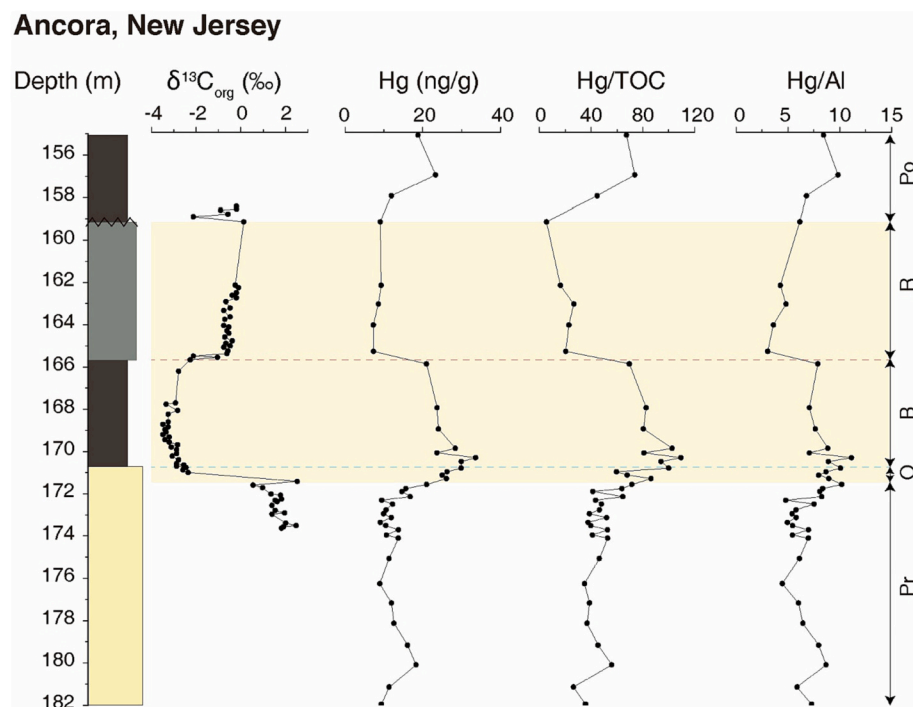 Ancora, New Jersey
Depth (m) δ¹³Corg (‰) Hg (ng/g) Hg/TOC Hg/Al
-4 -2 0 2 0 20 40 0 40 80 120 0 5 10 15
156
158
160
162
164
166
168
170
172
174
176
178
180
182
Po
R
B
O
Pr